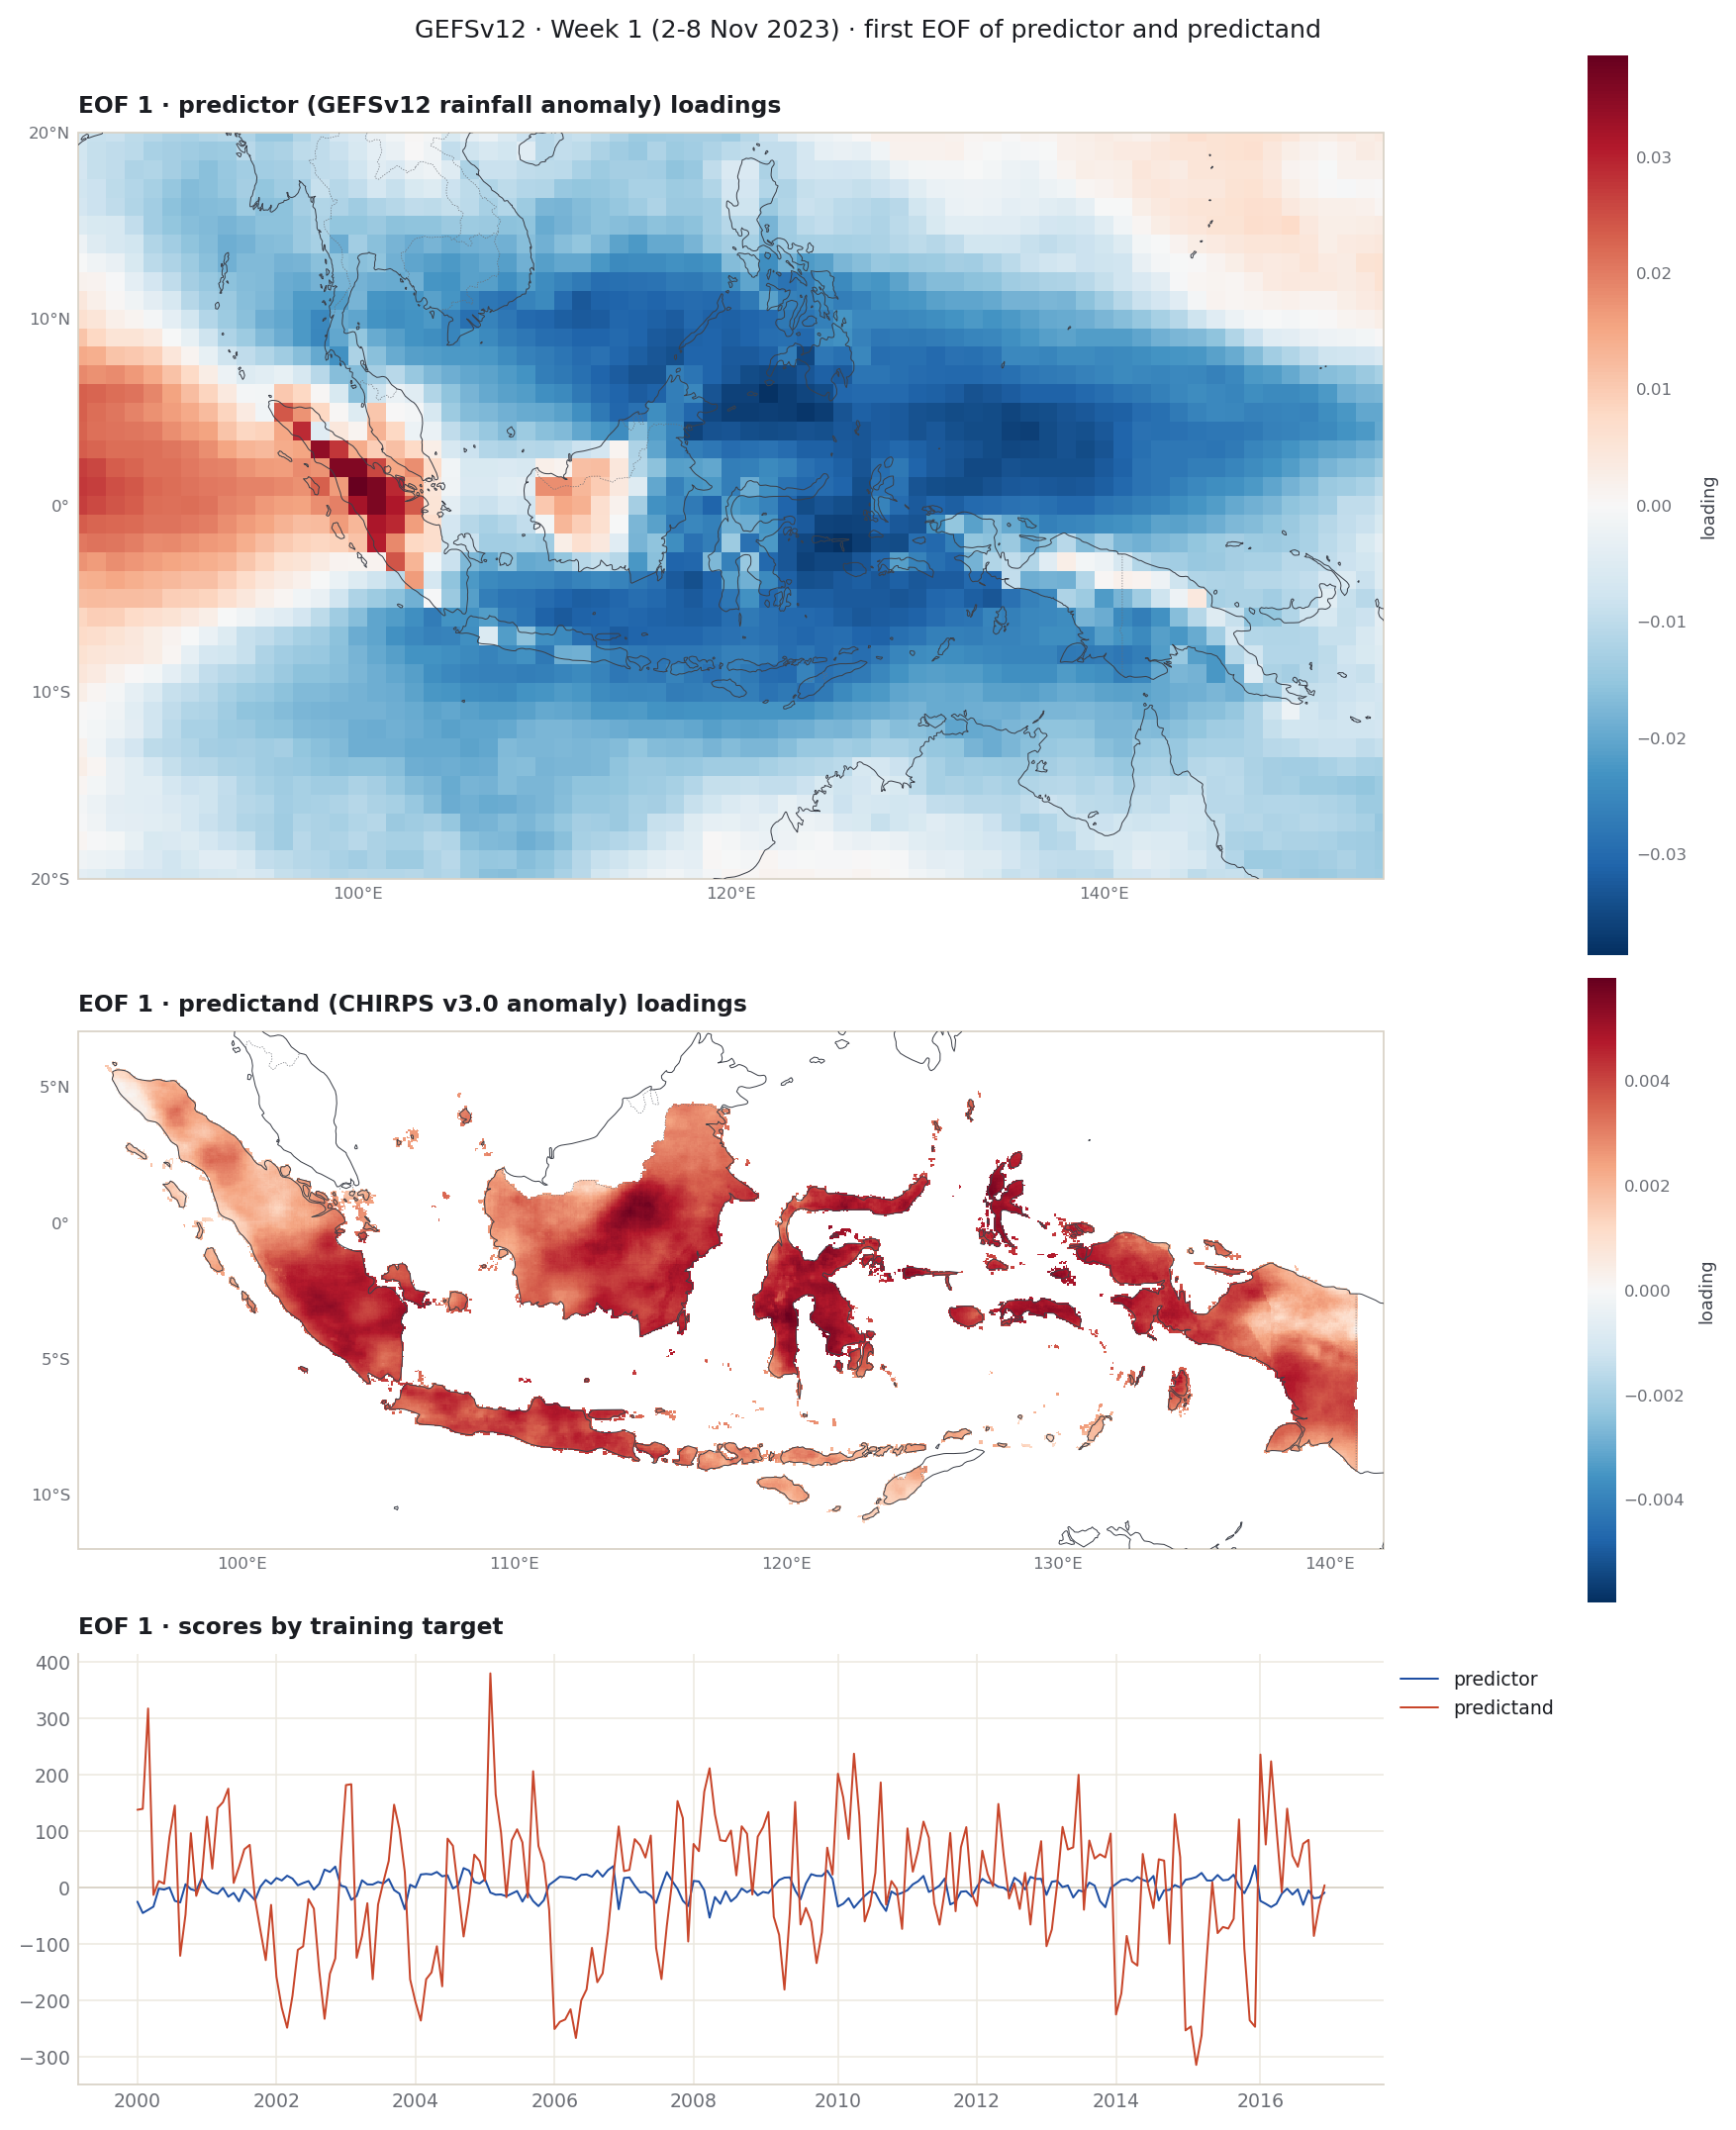 GEFSv12 · Week 1 (2-8 Nov 2023) · first EOF of predictor and predictand
EOF 1 · predictor (GEFSv12 rainfall anomaly) loadings
20°N
10°N
0°
10°S
20°S
100°E 120°E 140°E
0.03
0.02
0.01
0.00
−0.01
−0.02
−0.03
loading
EOF 1 · predictand (CHIRPS v3.0 anomaly) loadings
5°N
0°
5°S
10°S
100°E 110°E 120°E 130°E 140°E
0.004
0.002
0.000
−0.002
−0.004
loading
EOF 1 · scores by training target
400
300
200
100
0
−100
−200
−300
2000 2002 2004 2006 2008 2010 2012 2014 2016
predictor
predictand